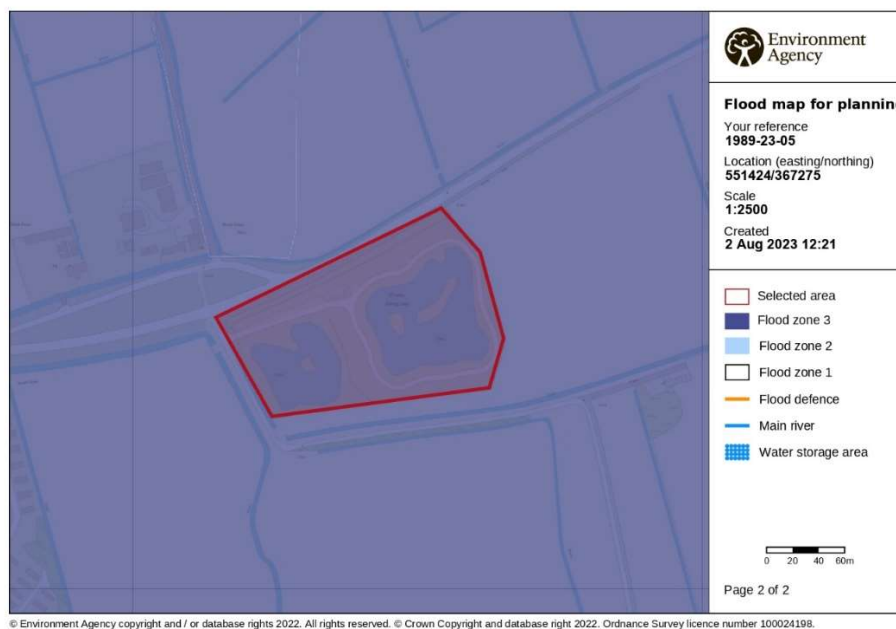 Environment
Agency
Flood map for plannin
Your reference
1989-23-05
Location (easting/northing)
551424/367275
Scale
1:2500
Created
2 Aug 2023 12:21
Selected area
Flood zone 3
Flood zone 2
Flood zone 1
Flood defence
Main river
Water storage area
0 20 40 60m
Page 2 of 2
© Environment Agency copyright and / or database rights 2022. All rights reserved. © Crown Copyright and database right 2022. Ordnance Survey licence number 100024198.